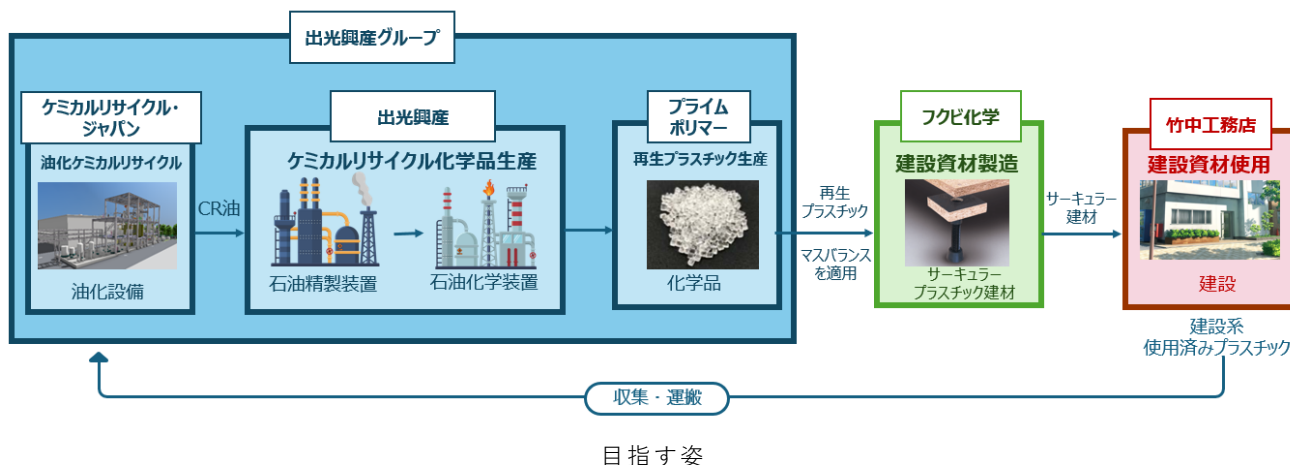 出光興産グループ
ケミカルリサイクル・
ジャパン
油化ケミカルリサイクル
油化設備
CR油
出光興産
ケミカルリサイクル化学品生産
石油精製装置
石油化学装置
プライム
ポリマー
再生プラスチック生産
化学品
再生
プラスチック
マスバランス
を適用
フクビ化学
建設資材製造
サーキュラー
プラスチック建材
サーキュラー
建材
竹中工務店
建設資材使用
建設
建設系
使用済みプラスチック
収集・運搬
目指す姿